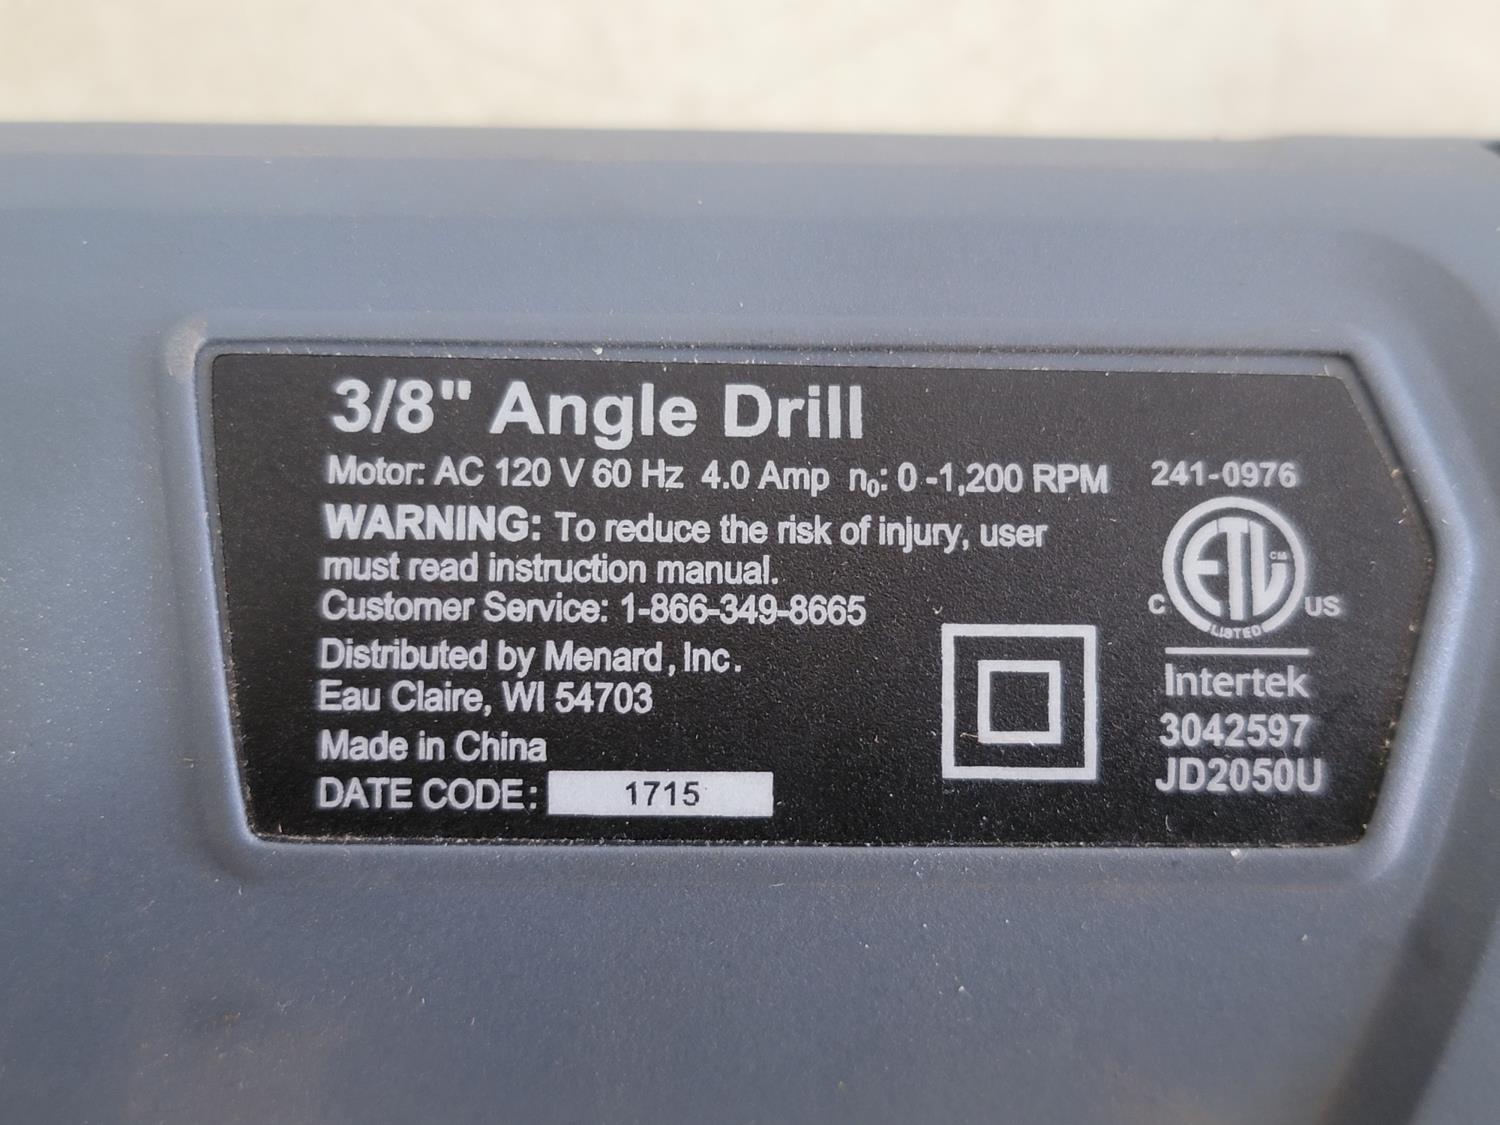 3/8" Angle Drill
Motor: AC 120 V 60 Hz 4.0 Amp n₀: 0 -1,200 RPM
241-0976
WARNING: To reduce the risk of injury, user
must read instruction manual.
Customer Service: 1-866-349-8665
Distributed by Menard, Inc.
Eau Claire, WI 54703
Made in China
DATE CODE: 1715
ETL CM
C US
LISTED
Intertek
3042597
JD2050U